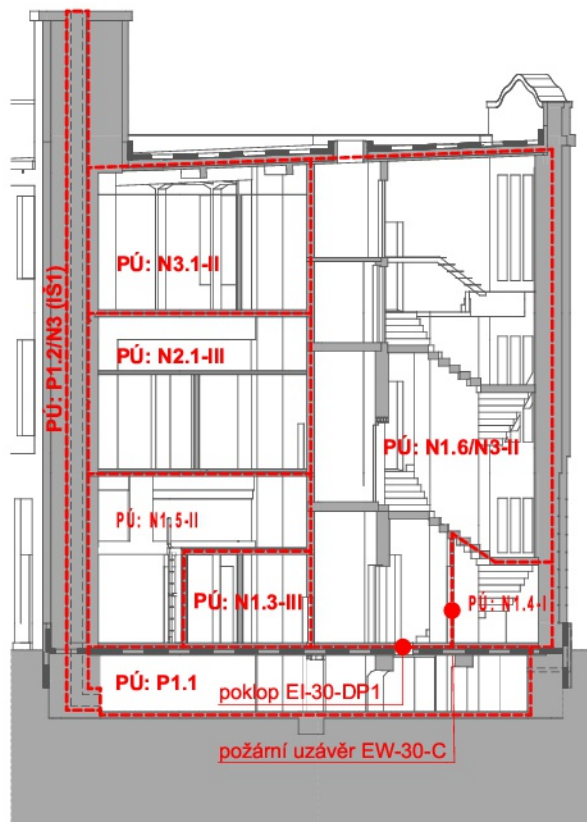 PÚ: P1.2/N3 (IŠ1)
PÚ: N3.1-II
PÚ: N2.1-III
PÚ: N1.6/N3-II
PÚ: N1.5-II
PÚ: N1.3-III
PÚ: N1.4-I
PÚ: P1.1
poklop EI-30-DP1
požární uzávěr EW-30-C